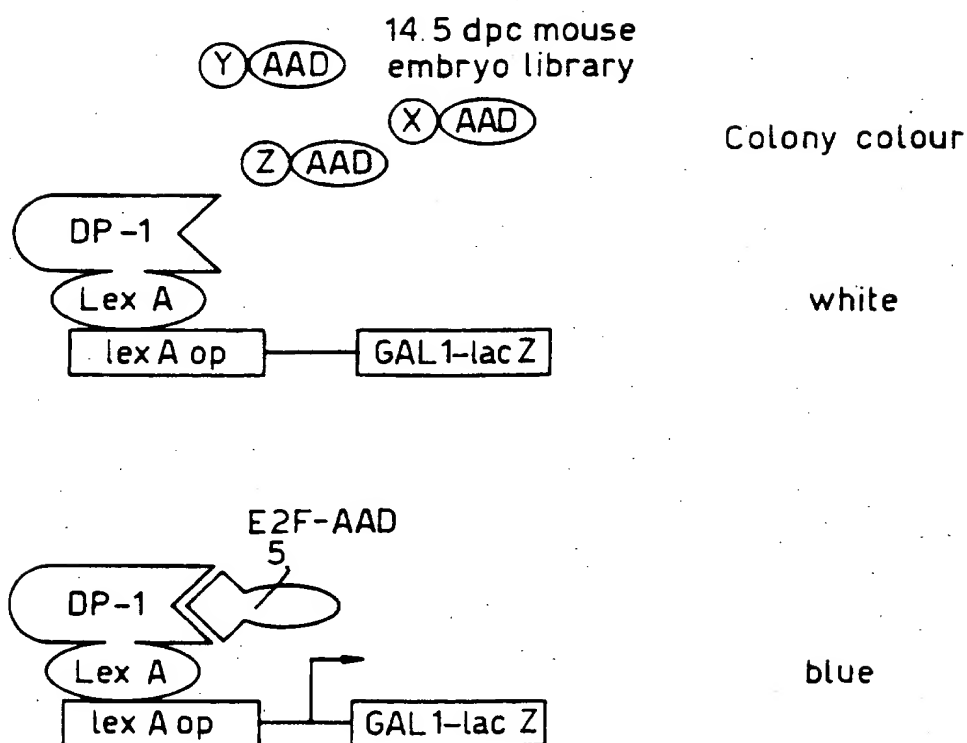 14.5 dpc mouse
embryo library
Y AAD
X AAD
Z AAD
Colony colour
DP-1
Lex A
white
lex A op
GAL1-lac Z
E2F-AAD
5
DP-1
Lex A
blue
lex A op
GAL1-lac Z